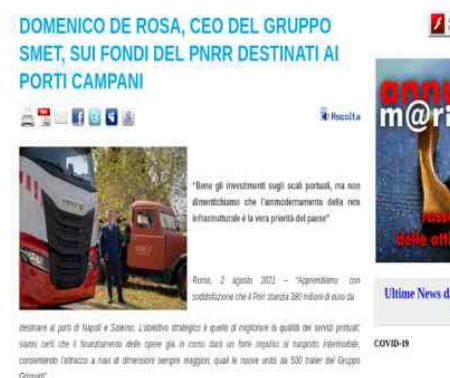 DOMENICO DE ROSA, CEO DEL GRUPPO
SMET, SUI FONDI DEL PNRR DESTINATI AI
PORTI CAMPANI
Ascolta
"Bene gli investimenti sugli scali portuali, ma non
dimentichiamo che l'ammodernamento della rete
infrastrutturale è la vera priorità del paese"
Roma, 2 agosto 2021 – "Apprendiamo con
soddisfazione che il Pnrr stanzia 380 milioni di euro da
destinare ai porti di Napoli e Salerno. L'obiettivo strategico è quello di migliorare la qualità dei servizi portuali:
siamo certi che il finanziamento delle opere già in corso darà un forte impulso al trasporto intermodale,
consentendo l'attracco a navi di dimensioni sempre maggiori, quali le nuove unità da 500 trailer del Gruppo
Grimaldi".
m@ri
Ultime News d
COVID-19